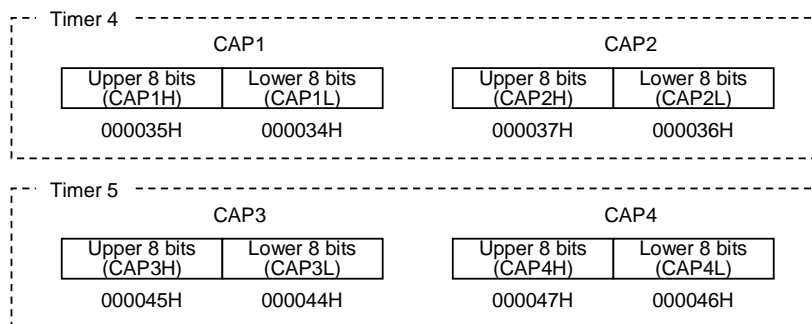 Timer 4
CAP1 CAP2
Upper 8 bits Lower 8 bits Upper 8 bits Lower 8 bits
(CAP1H) (CAP1L) (CAP2H) (CAP2L)
000035H 000034H 000037H 000036H
Timer 5
CAP3 CAP4
Upper 8 bits Lower 8 bits Upper 8 bits Lower 8 bits
(CAP3H) (CAP3L) (CAP4H) (CAP4L)
000045H 000044H 000047H 000046H